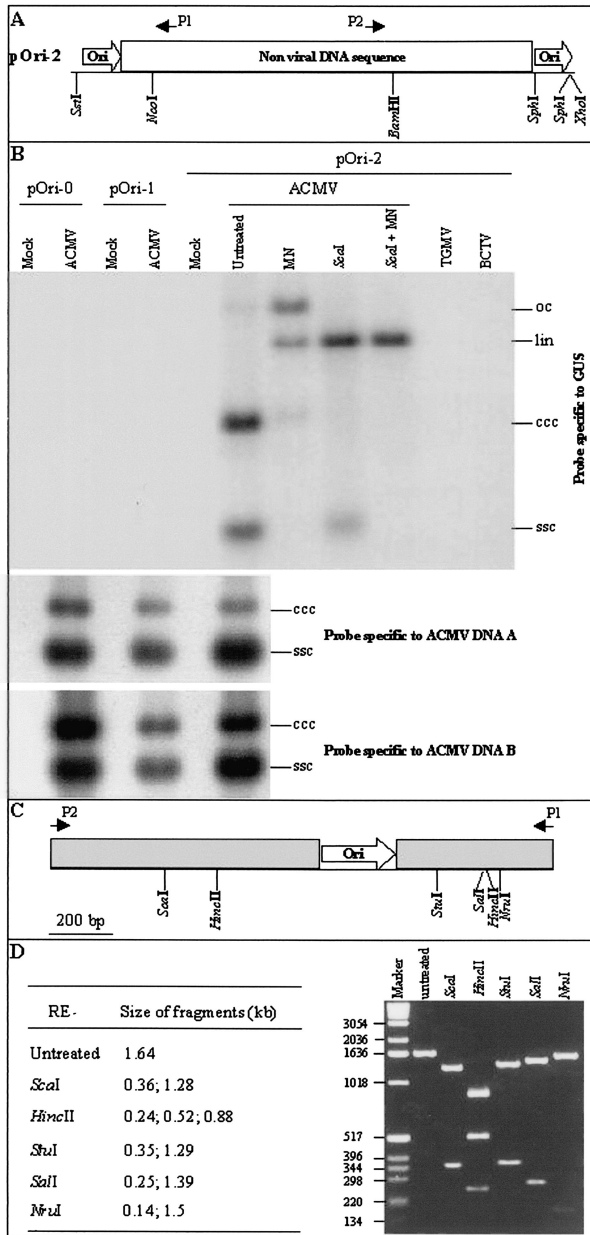 A
P1 P2
pOri-2
Ori Non viral DNA sequence Ori
SstI NcoI BamHI SphI SphI XhoI
B
pOri-2
pOri-0 pOri-1 ACMV
Mock ACMV Mock ACMV Mock Untreated MN ScaI ScaI + MN TGMV BCTV
oc
lin
ccc
ssc
Probe specific to GUS
ccc
ssc
Probe specific to ACMV DNA A
ccc
ssc
Probe specific to ACMV DNA B
C
P2 P1
Ori
ScaI HincII StuI SalI HincII NruI
200 bp
D
RE- Size of fragments (kb)
Untreated 1.64
ScaI 0.36; 1.28
HincII 0.24; 0.52; 0.88
StuI 0.35; 1.29
SalI 0.25; 1.39
NruI 0.14; 1.5
Marker untreated ScaI HincII StuI SalI NruI
3054
2036
1636
1018
517
396
344
298
220
134